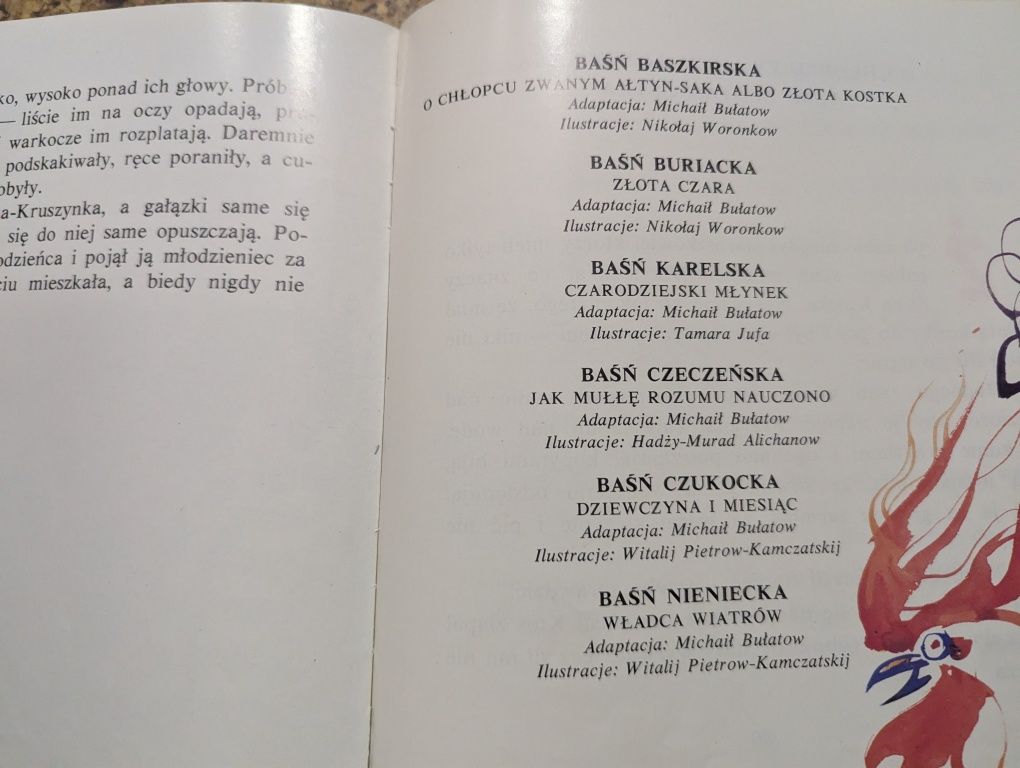 ko, wysoko ponad ich głowy. Prób
— liście im na oczy opadają,
warkocze im rozplatają. Daremnie
podskakiwały, ręce poraniły, a cu-
obyły.
a-Kruszynka, a gałązki same się
się do niej same opuszczają. Po-
odzieńca i pojął ją młodzieniec za
ciu mieszkała, a biedy nigdy nie
BAŚŃ BASZKIRSKA
O CHŁOPCU ZWANYM AŁTYN-SAKA ALBO ZŁOTA KOSTKA
Adaptacja: Michaił Bułatow
Ilustracje: Nikołaj Woronkow
BAŚŃ BURIACKA
ZŁOTA CZARA
Adaptacja: Michaił Bułatow
Ilustracje: Nikołaj Woronkow
BAŚŃ KARELSKA
CZARODZIEJSKI MŁYNEK
Adaptacja: Michaił Bułatow
Ilustracje: Tamara Jufa
BAŚŃ CZECZEŃSKA
JAK MUŁŁĘ ROZUMU NAUCZONO
Adaptacja: Michaił Bułatow
Ilustracje: Hadży-Murad Alichanow
BAŚŃ CZUKOCKA
DZIEWCZYNA I MIESIĄC
Adaptacja: Michaił Bułatow
Ilustracje: Witalij Pietrow-Kamczatskij
BAŚŃ NIENIECKA
WŁADCA WIATRÓW
Adaptacja: Michaił Bułatow
Ilustracje: Witalij Pietrow-Kamczatskij